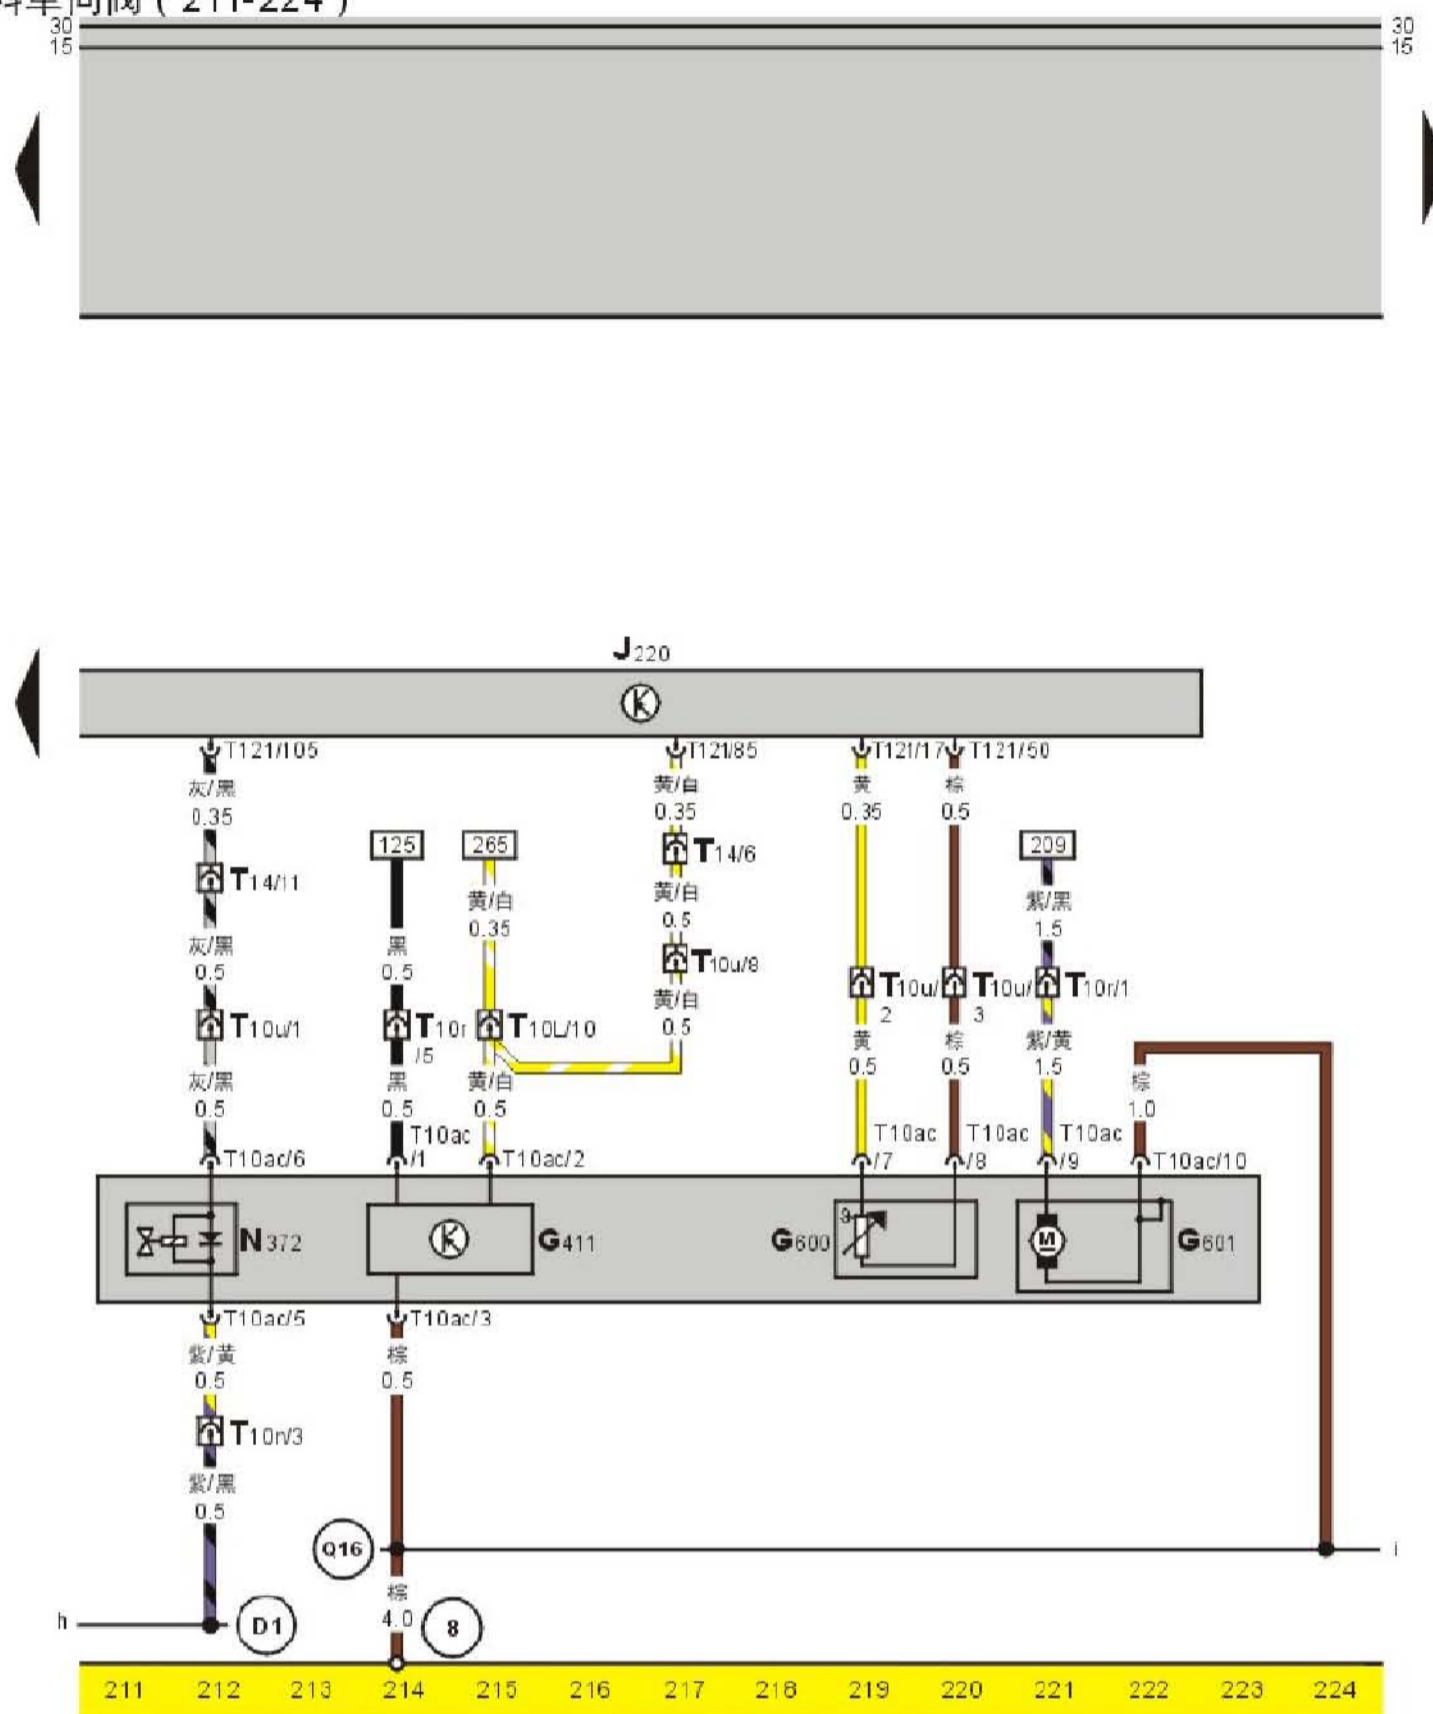 料单向阀（211-224）
30 30
15 15
J220
T121/105 T121/85 T121/17 T121/50
灰/黑 黄/白 黄 棕
0.35 0.35 0.35 0.5
125 265 209
T14/6
T14/11
黄/白 黄/白 紫/黑
0.35 0.5 1.5
灰/黑 黑
0.5 0.5
T10u/8
T10u/2 T10u/3 T10r/1
黄/白
0.5
T10u/1 T10r/5 T10L/10
黄 棕 紫/黄
0.5 0.5 1.5
灰/黑 黑 黄/白 棕
0.5 0.5 0.5 1.0
T10ac/6 T10ac/1 T10ac/2 T10ac/7 T10ac/8 T10ac/9 T10ac/10
N372 G411 G600 G601
M
T10ac/5 T10ac/3
紫/黄 棕
0.5 0.5
T10n/3
紫/黑
0.5
Q16 i
棕
h D1 4.0 8
211 212 213 214 215 216 217 218 219 220 221 222 223 224